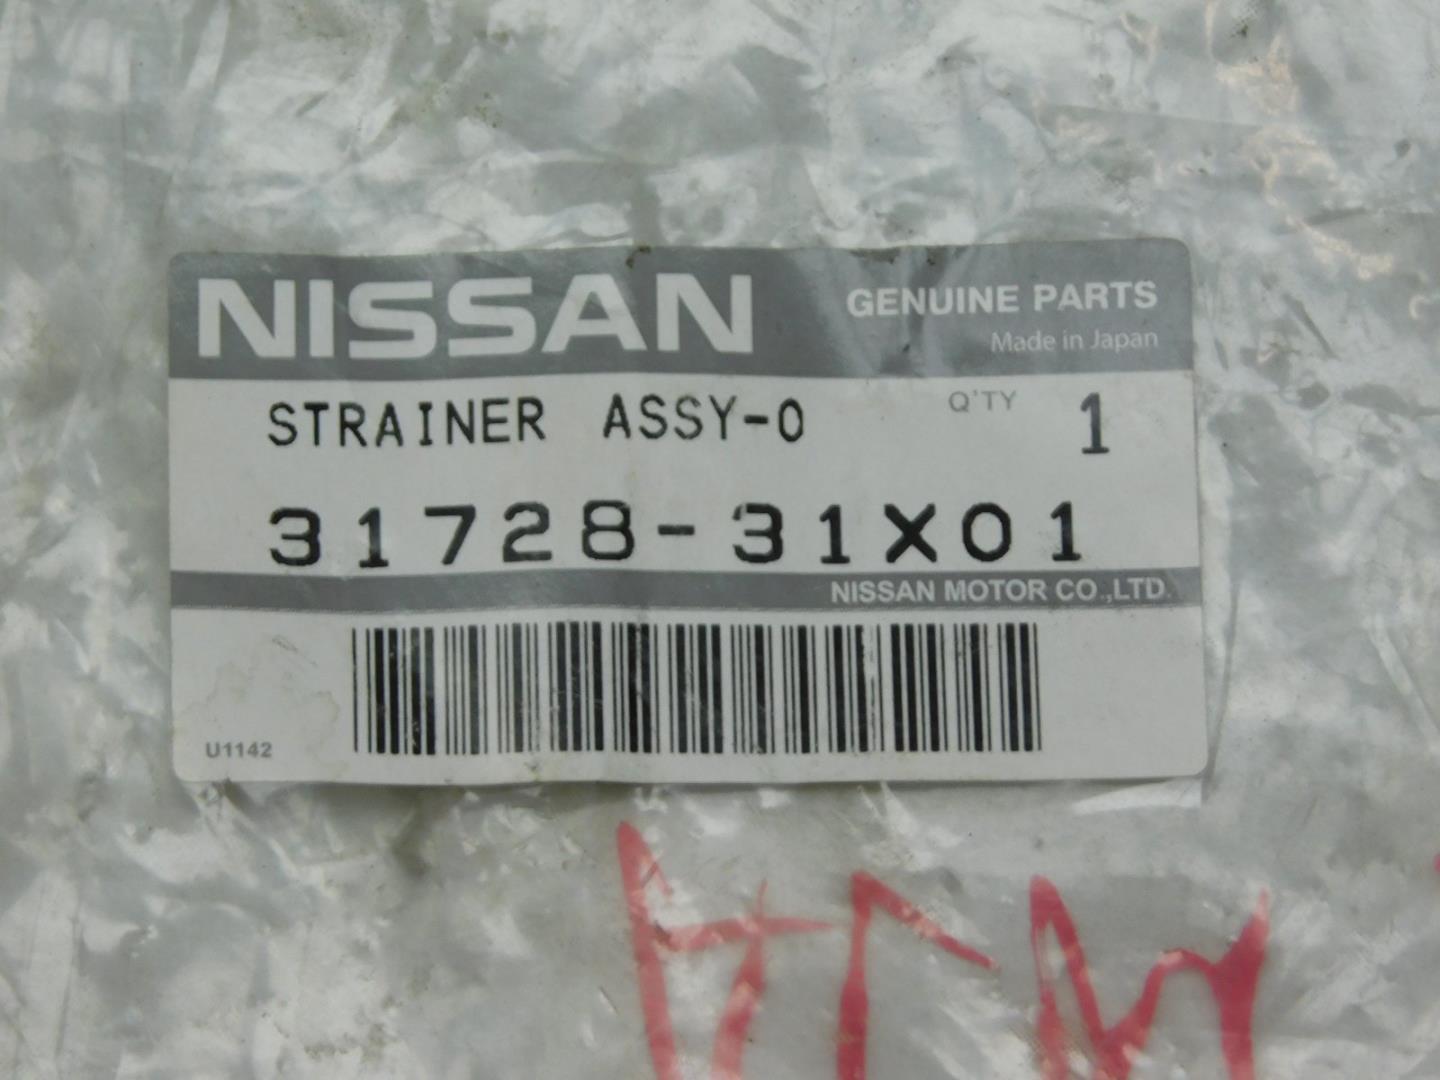 NISSAN
GENUINE PARTS
Made in Japan
STRAINER ASSY-O
Q'TY 1
31728-31X01
NISSAN MOTOR CO.,LTD.
U1142